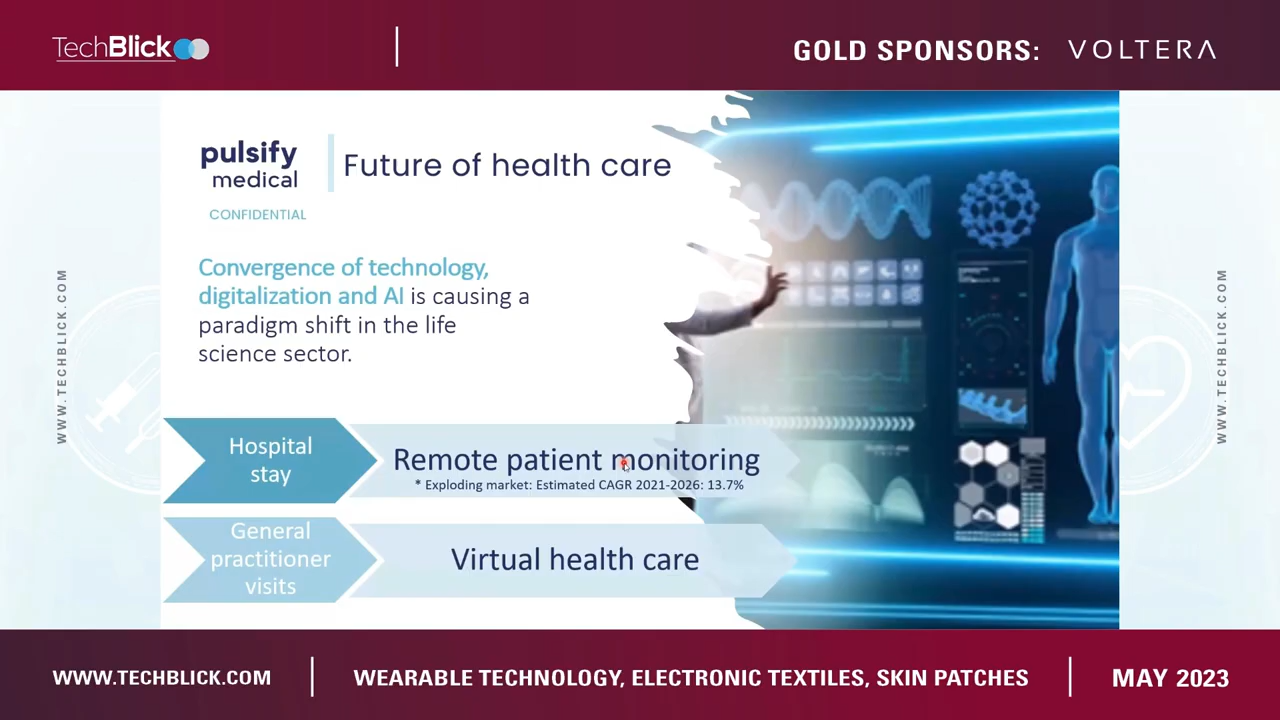 TechBlick
GOLD SPONSORS: VOLTERA
pulsify
medical
Future of health care
CONFIDENTIAL
Convergence of technology,
digitalization and AI is causing a
paradigm shift in the life
science sector.
WWW.TECHBLICK.COM
WWW.TECHBLICK.COM
Hospital
stay
Remote patient monitoring
* Exploding market: Estimated CAGR 2021-2026: 13.7%
General
practitioner
visits
Virtual health care
WWW.TECHBLICK.COM
WEARABLE TECHNOLOGY, ELECTRONIC TEXTILES, SKIN PATCHES
MAY 2023